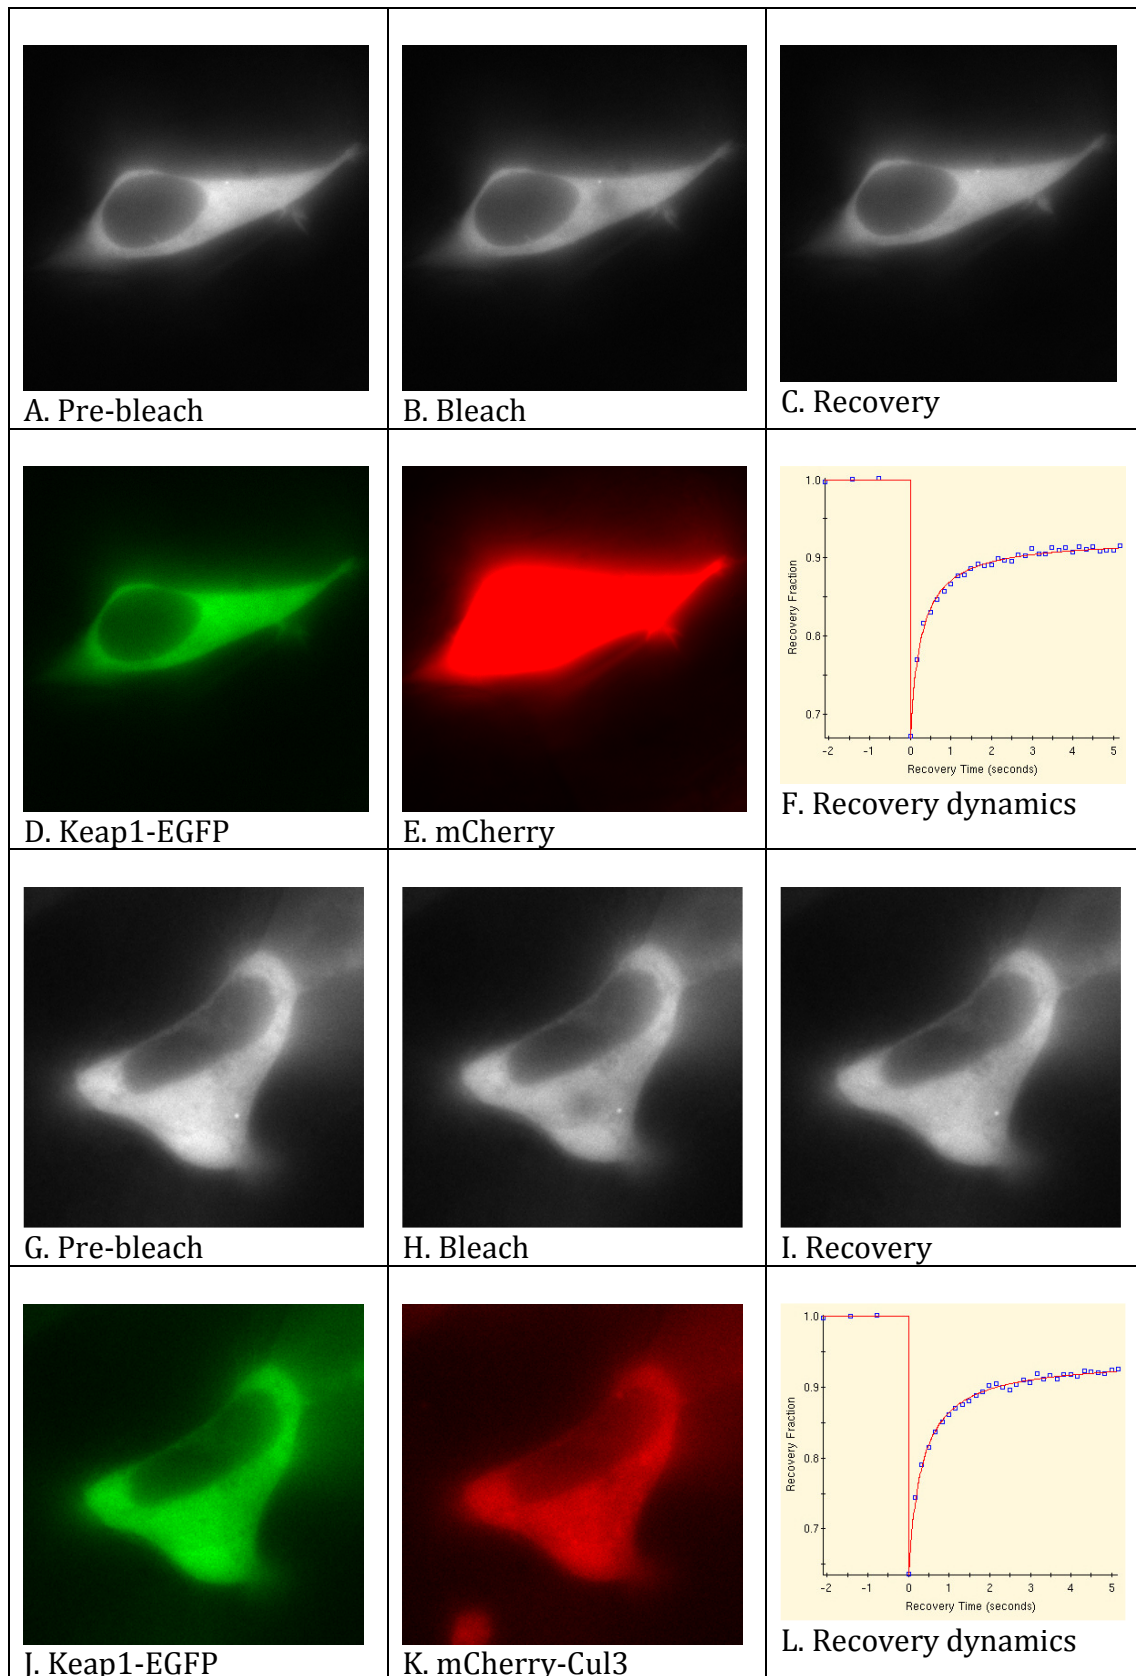 A. Pre-bleach
B. Bleach
C. Recovery
D. Keap1-EGFP
E. mCherry
1.0
0.9
0.8
0.7
Recovery Fraction
-2 -1 0 1 2 3 4 5
Recovery Time (seconds)
F. Recovery dynamics
G. Pre-bleach
H. Bleach
I. Recovery
J. Keap1-EGFP
K. mCherry-Cul3
1.0
0.9
0.8
0.7
Recovery Fraction
-2 -1 0 1 2 3 4 5
Recovery Time (seconds)
L. Recovery dynamics